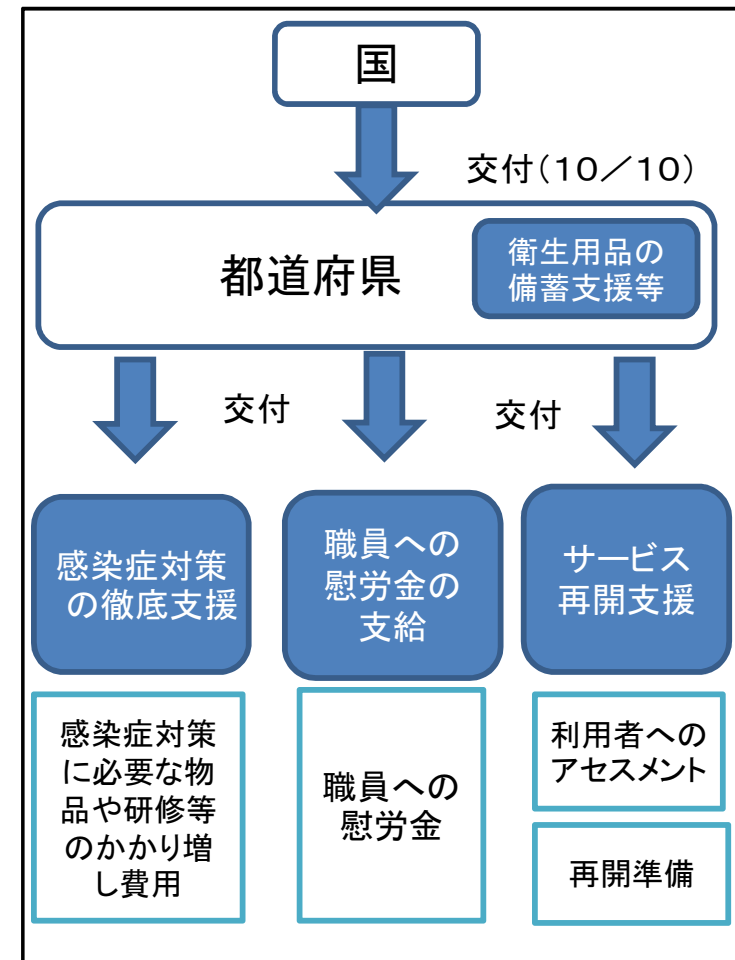 国
交付(10／10)
都道府県
衛生用品の
備蓄支援等
交付
交付
感染症対策
の徹底支援
職員への
慰労金の
支給
サービス
再開支援
感染症対策
に必要な物
品や研修等
のかかり増
し費用
職員への
慰労金
利用者への
アセスメント
再開準備